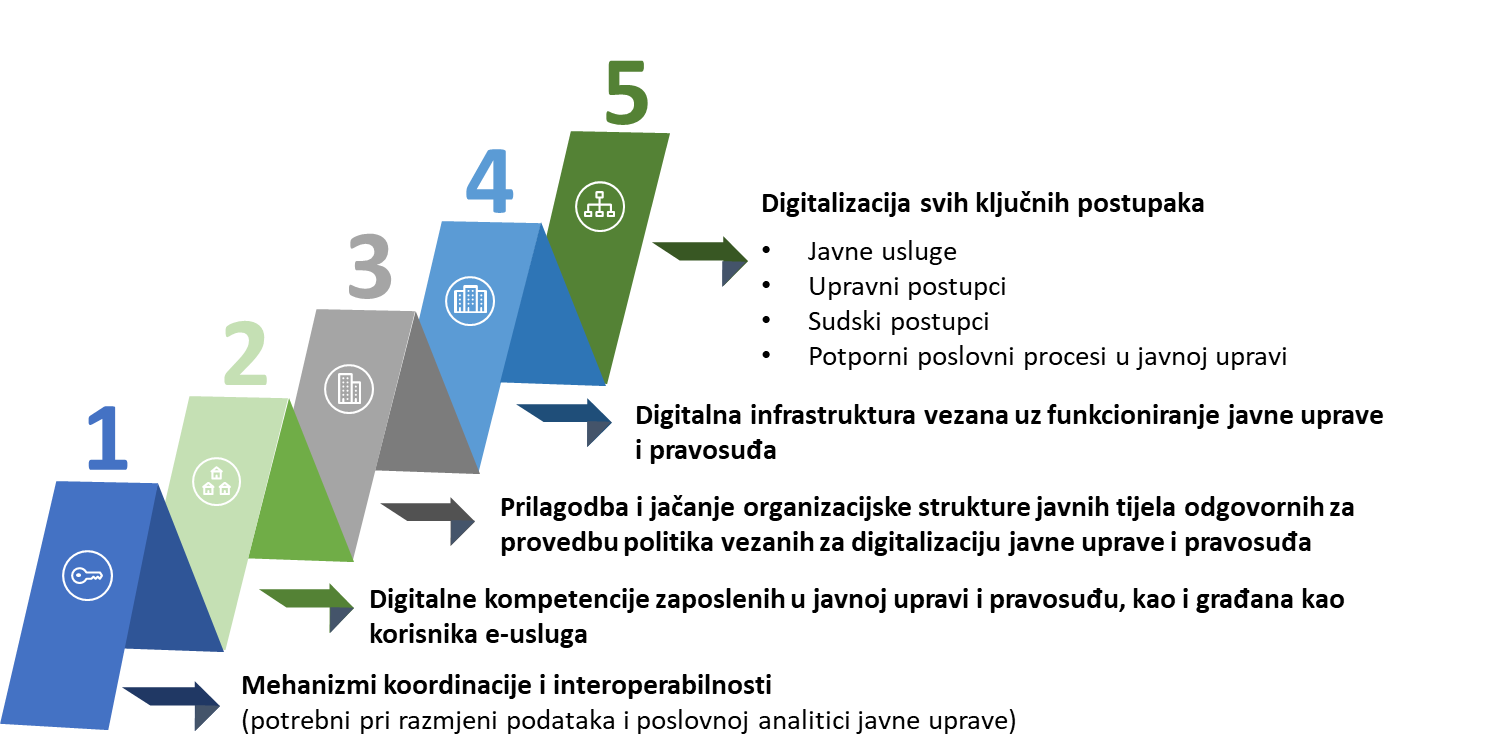 5
Digitalizacija svih ključnih postupaka
• Javne usluge
• Upravni postupci
• Sudski postupci
• Potporni poslovni procesi u javnoj upravi
4
Digitalna infrastruktura vezana uz funkcioniranje javne uprave
i pravosuđa
3
Prilagodba i jačanje organizacijske strukture javnih tijela odgovornih za
provedbu politika vezanih za digitalizaciju javne uprave i pravosuđa
2
Digitalne kompetencije zaposlenih u javnoj upravi i pravosuđu, kao i građana kao
korisnika e-usluga
1
Mehanizmi koordinacije i interoperabilnosti
(potrebni pri razmjeni podataka i poslovnoj analitici javne uprave)